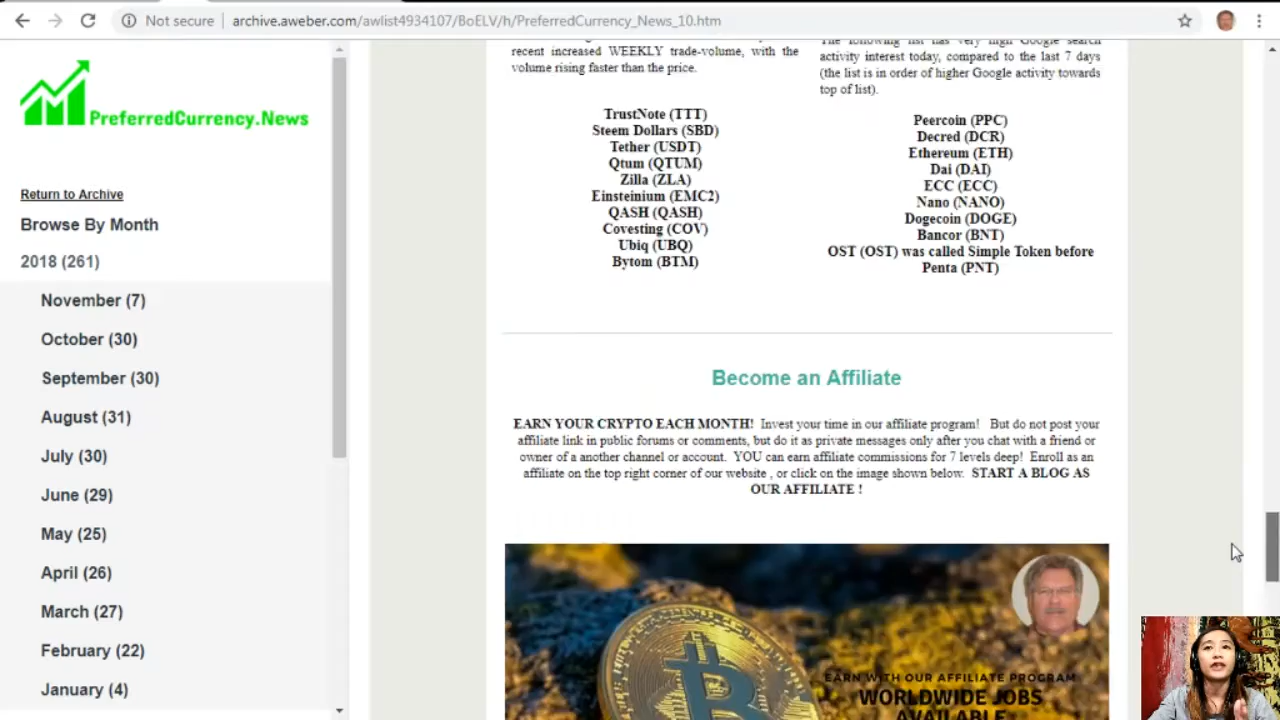 Not secure
archive.aweber.com/awlist4934107/BoELV/h/PreferredCurrency_News_10.htm
PreferredCurrency.News
Return to Archive
Browse By Month
2018 (261)
November (7)
October (30)
September (30)
August (31)
July (30)
June (29)
May (25)
April (26)
March (27)
February (22)
January (4)
recent increased WEEKLY trade-volume, with the
volume rising faster than the price.
TrustNote (TTT)
Steem Dollars (SBD)
Tether (USDT)
Qtum (QTUM)
Zilla (ZLA)
Einsteinium (EMC2)
QASH (QASH)
Covesting (COV)
Ubiq (UBQ)
Bytom (BTM)
The following list has very high Google search
activity interest today, compared to the last 7 days
(the list is in order of higher Google activity towards
top of list).
Peercoin (PPC)
Decred (DCR)
Ethereum (ETH)
Dai (DAI)
ECC (ECC)
Nano (NANO)
Dogecoin (DOGE)
Bancor (BNT)
OST (OST) was called Simple Token before
Penta (PNT)
Become an Affiliate
EARN YOUR CRYPTO EACH MONTH! Invest your time in our affiliate program! But do not post your
affiliate link in public forums or comments, but do it as private messages only after you chat with a friend or
owner of a another channel or account. YOU can earn affiliate commissions for 7 levels deep! Enroll as an
affiliate on the top right corner of our website , or click on the image shown below. START A BLOG AS
OUR AFFILIATE !
EARN WITH OUR AFFILIATE PROGRAM
WORLDWIDE JOBS
AVAILABLE